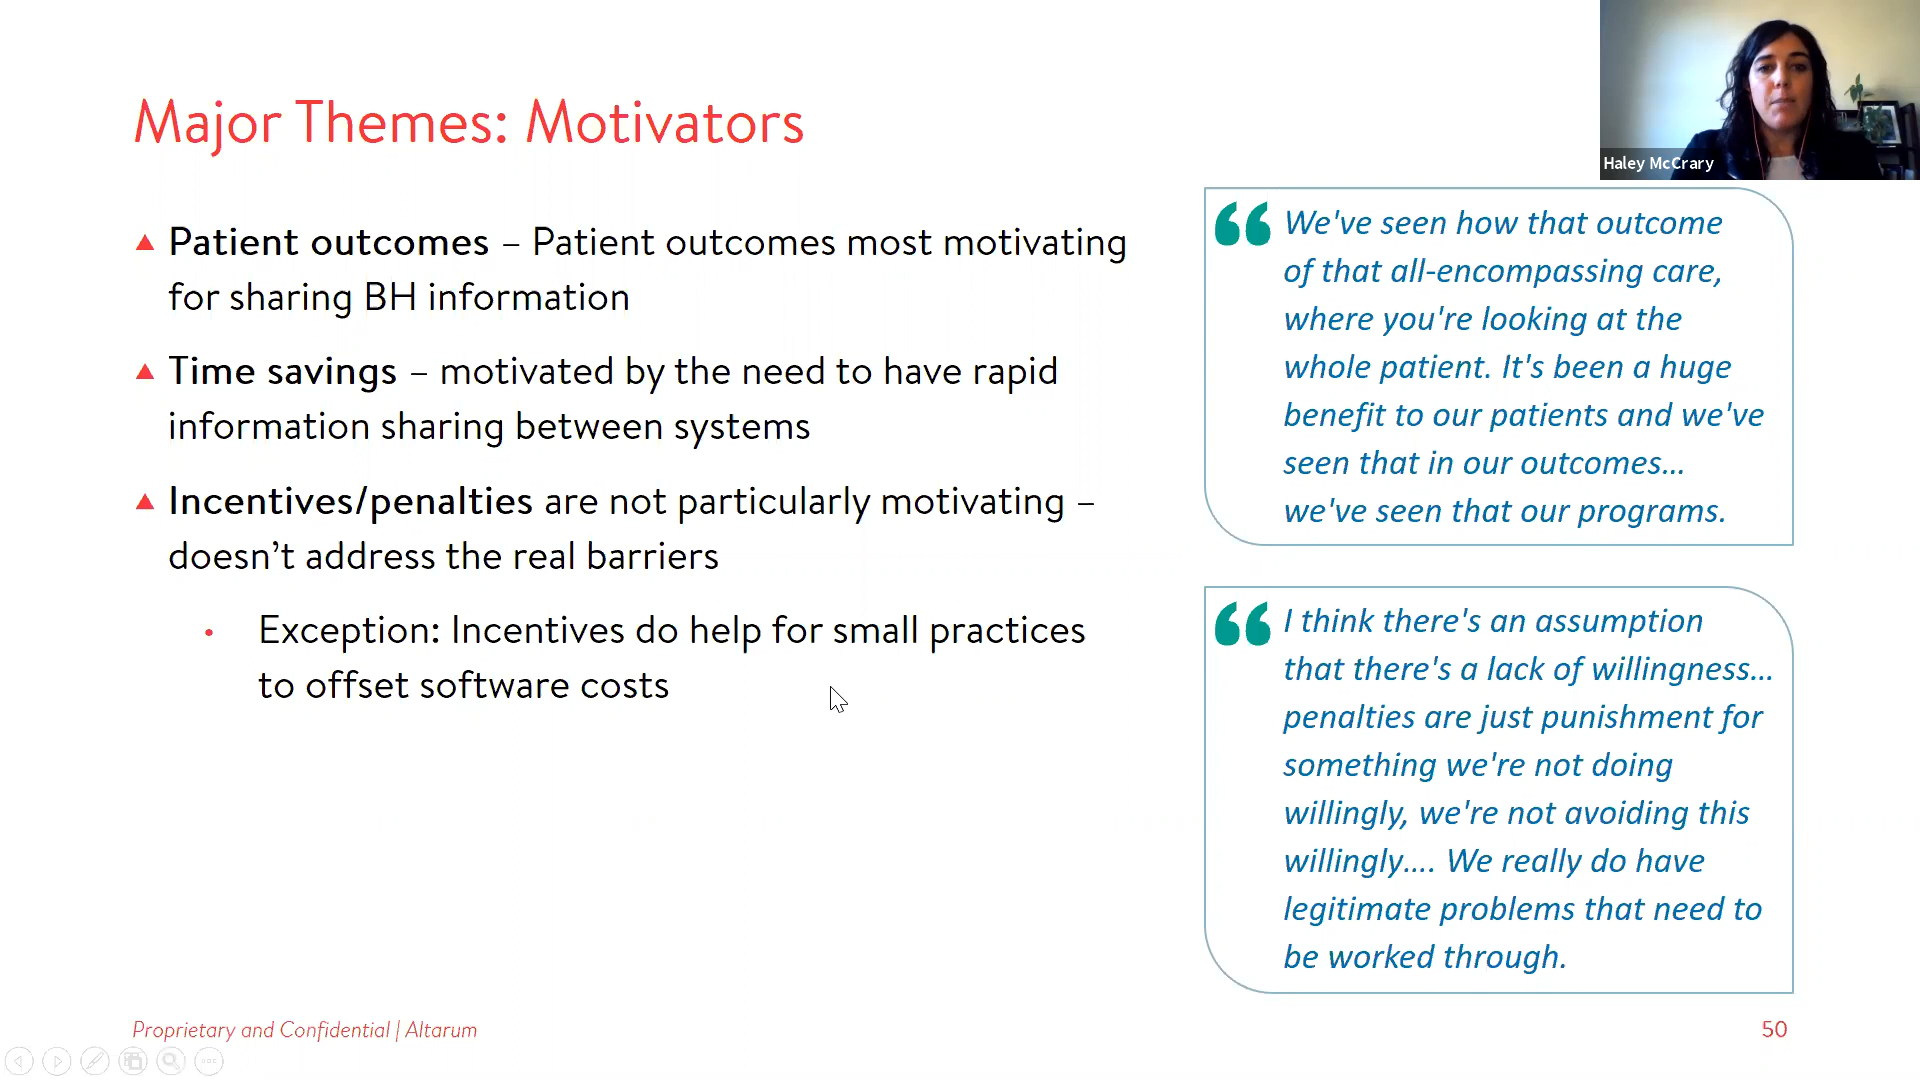 Major Themes: Motivators
Patient outcomes – Patient outcomes most motivating
for sharing BH information
Time savings – motivated by the need to have rapid
information sharing between systems
Incentives/penalties are not particularly motivating –
doesn’t address the real barriers
Exception: Incentives do help for small practices
to offset software costs
Haley McCrary
We've seen how that outcome
of that all-encompassing care,
where you're looking at the
whole patient. It's been a huge
benefit to our patients and we've
seen that in our outcomes...
we've seen that our programs.
I think there's an assumption
that there's a lack of willingness...
penalties are just punishment for
something we're not doing
willingly, we're not avoiding this
willingly.... We really do have
legitimate problems that need to
be worked through.
Proprietary and Confidential | Altarum
50